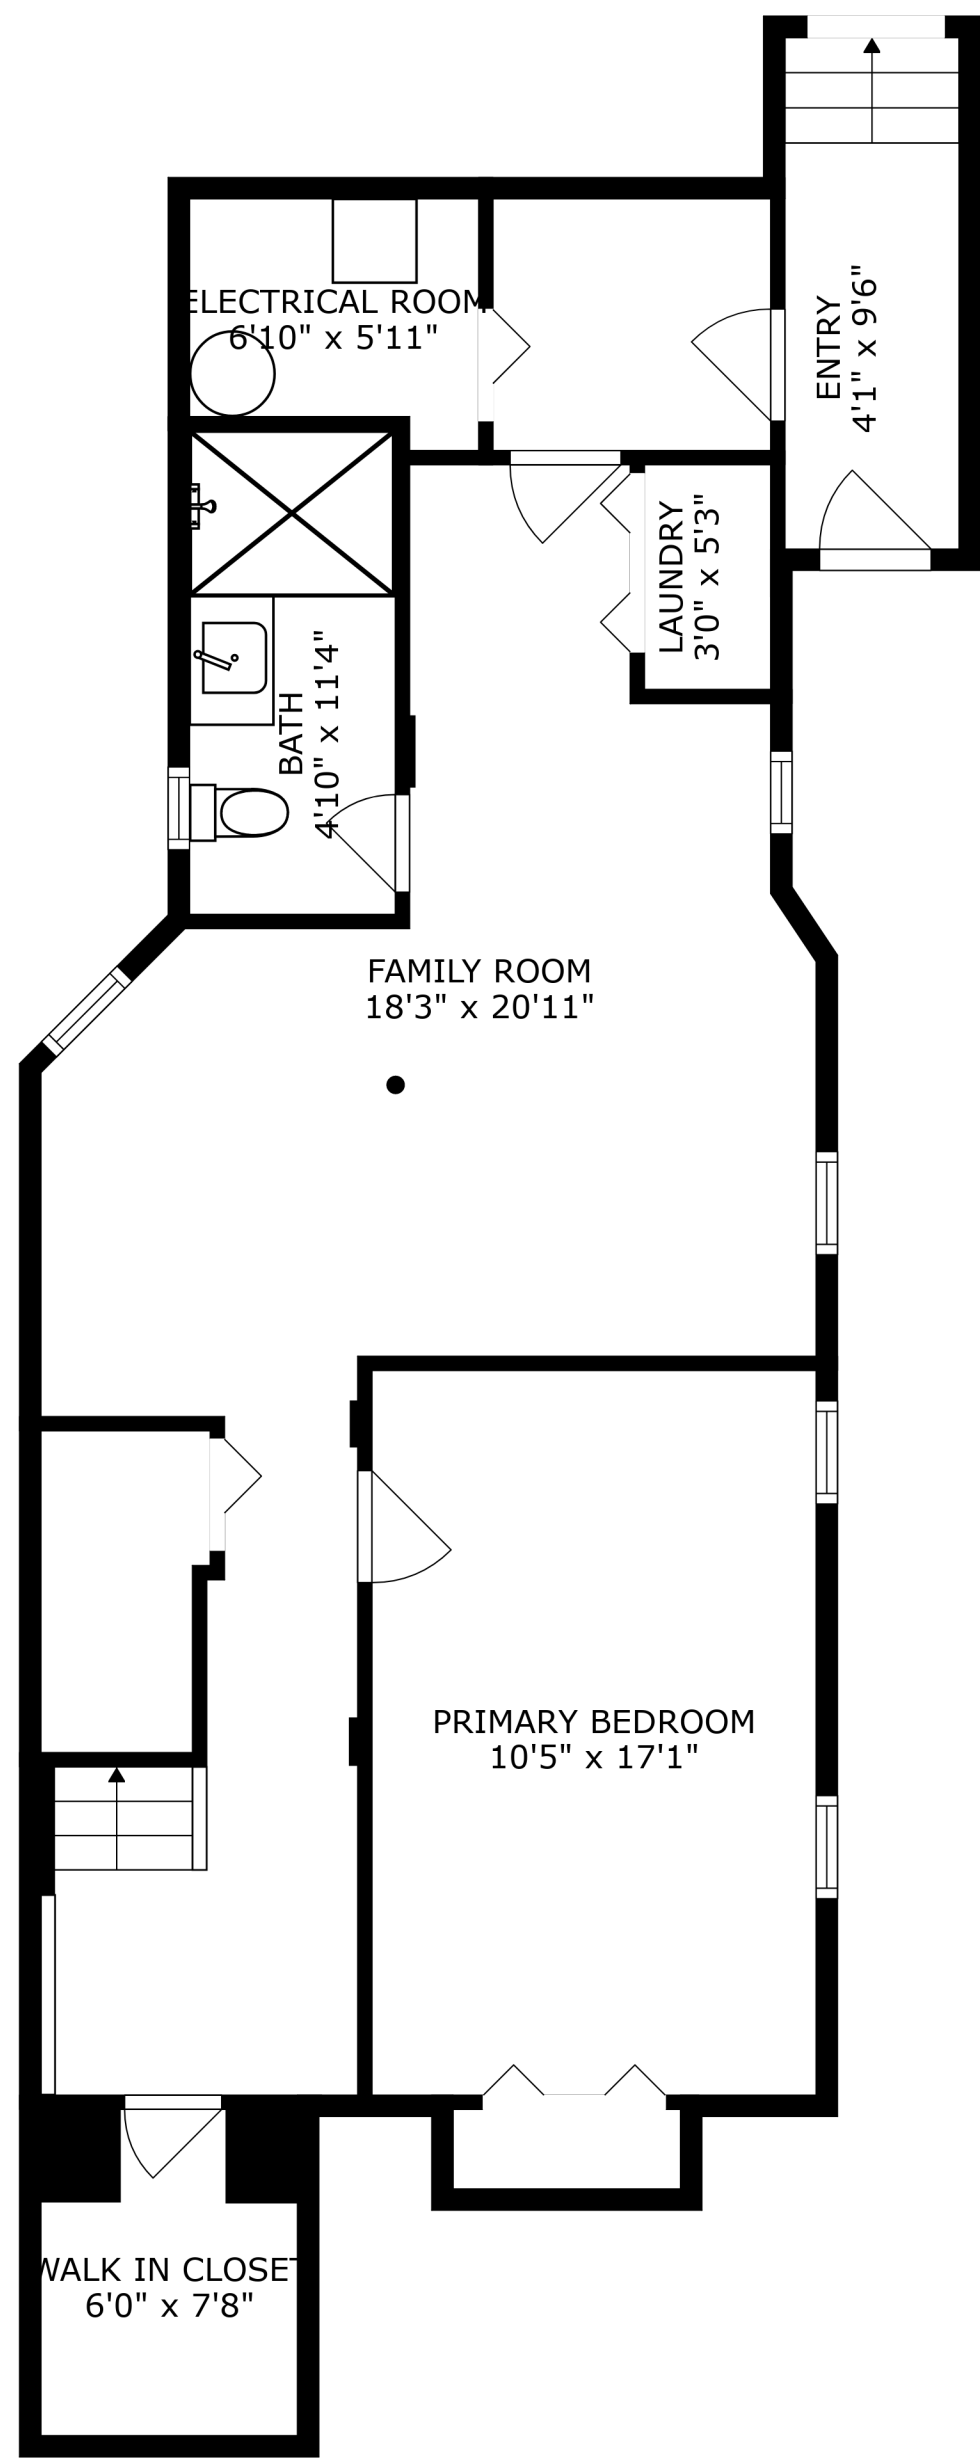 ELECTRICAL ROOM
6'10" x 5'11"
ENTRY
4'1" x 9'6"
LAUNDRY
3'0" x 5'3"
BATH
4'10" x 11'4"
FAMILY ROOM
18'3" x 20'11"
PRIMARY BEDROOM
10'5" x 17'1"
WALK IN CLOSET
6'0" x 7'8"